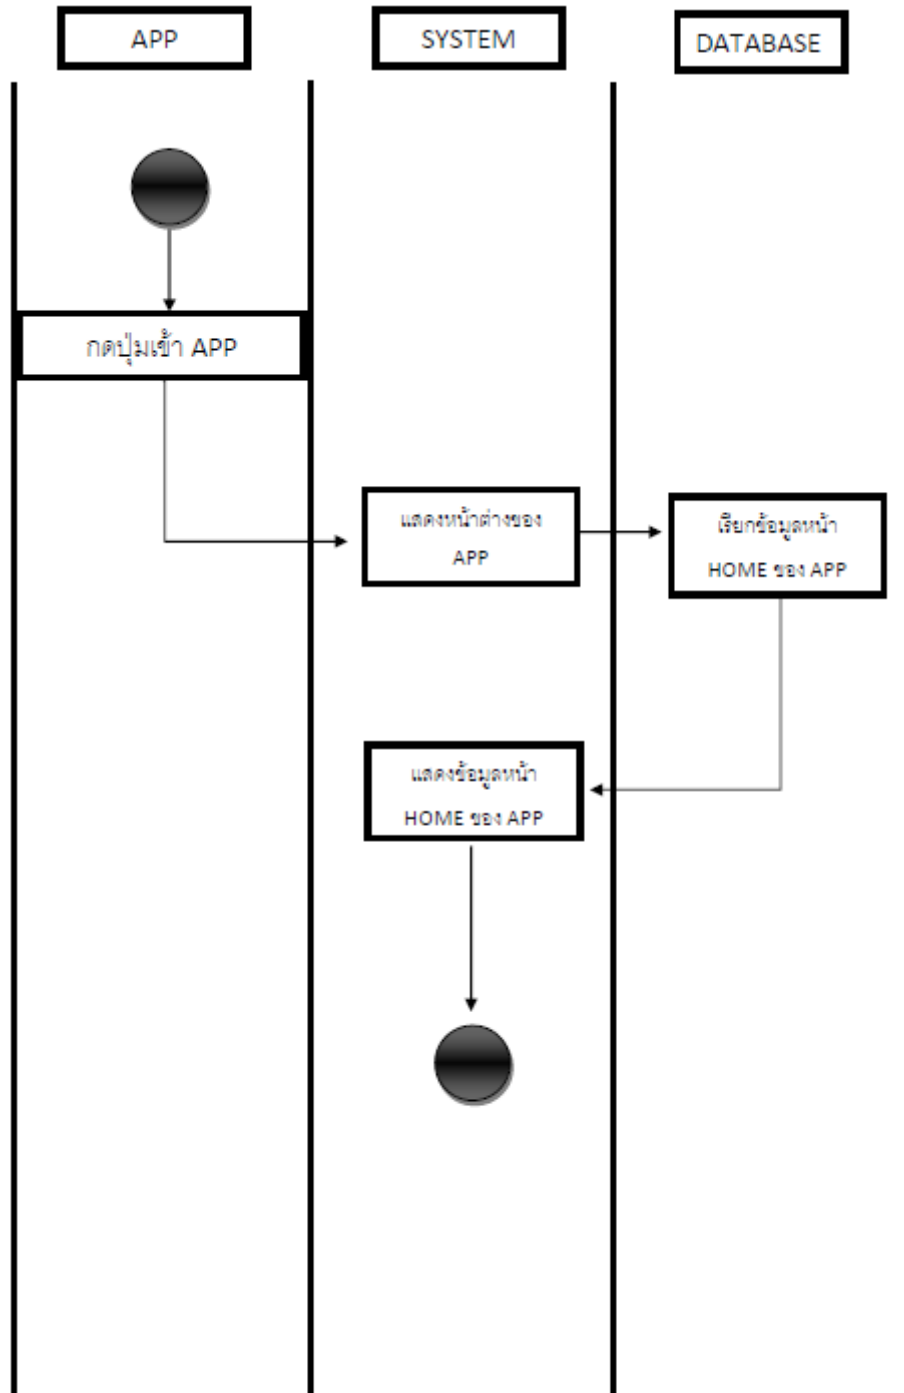 APP
SYSTEM
DATABASE
กดปุ่มเข้า APP
แสดงหน้าต่างของ
APP
เรียกข้อมูลหน้า
HOME ของ APP
แสดงข้อมูลหน้า
HOME ของ APP